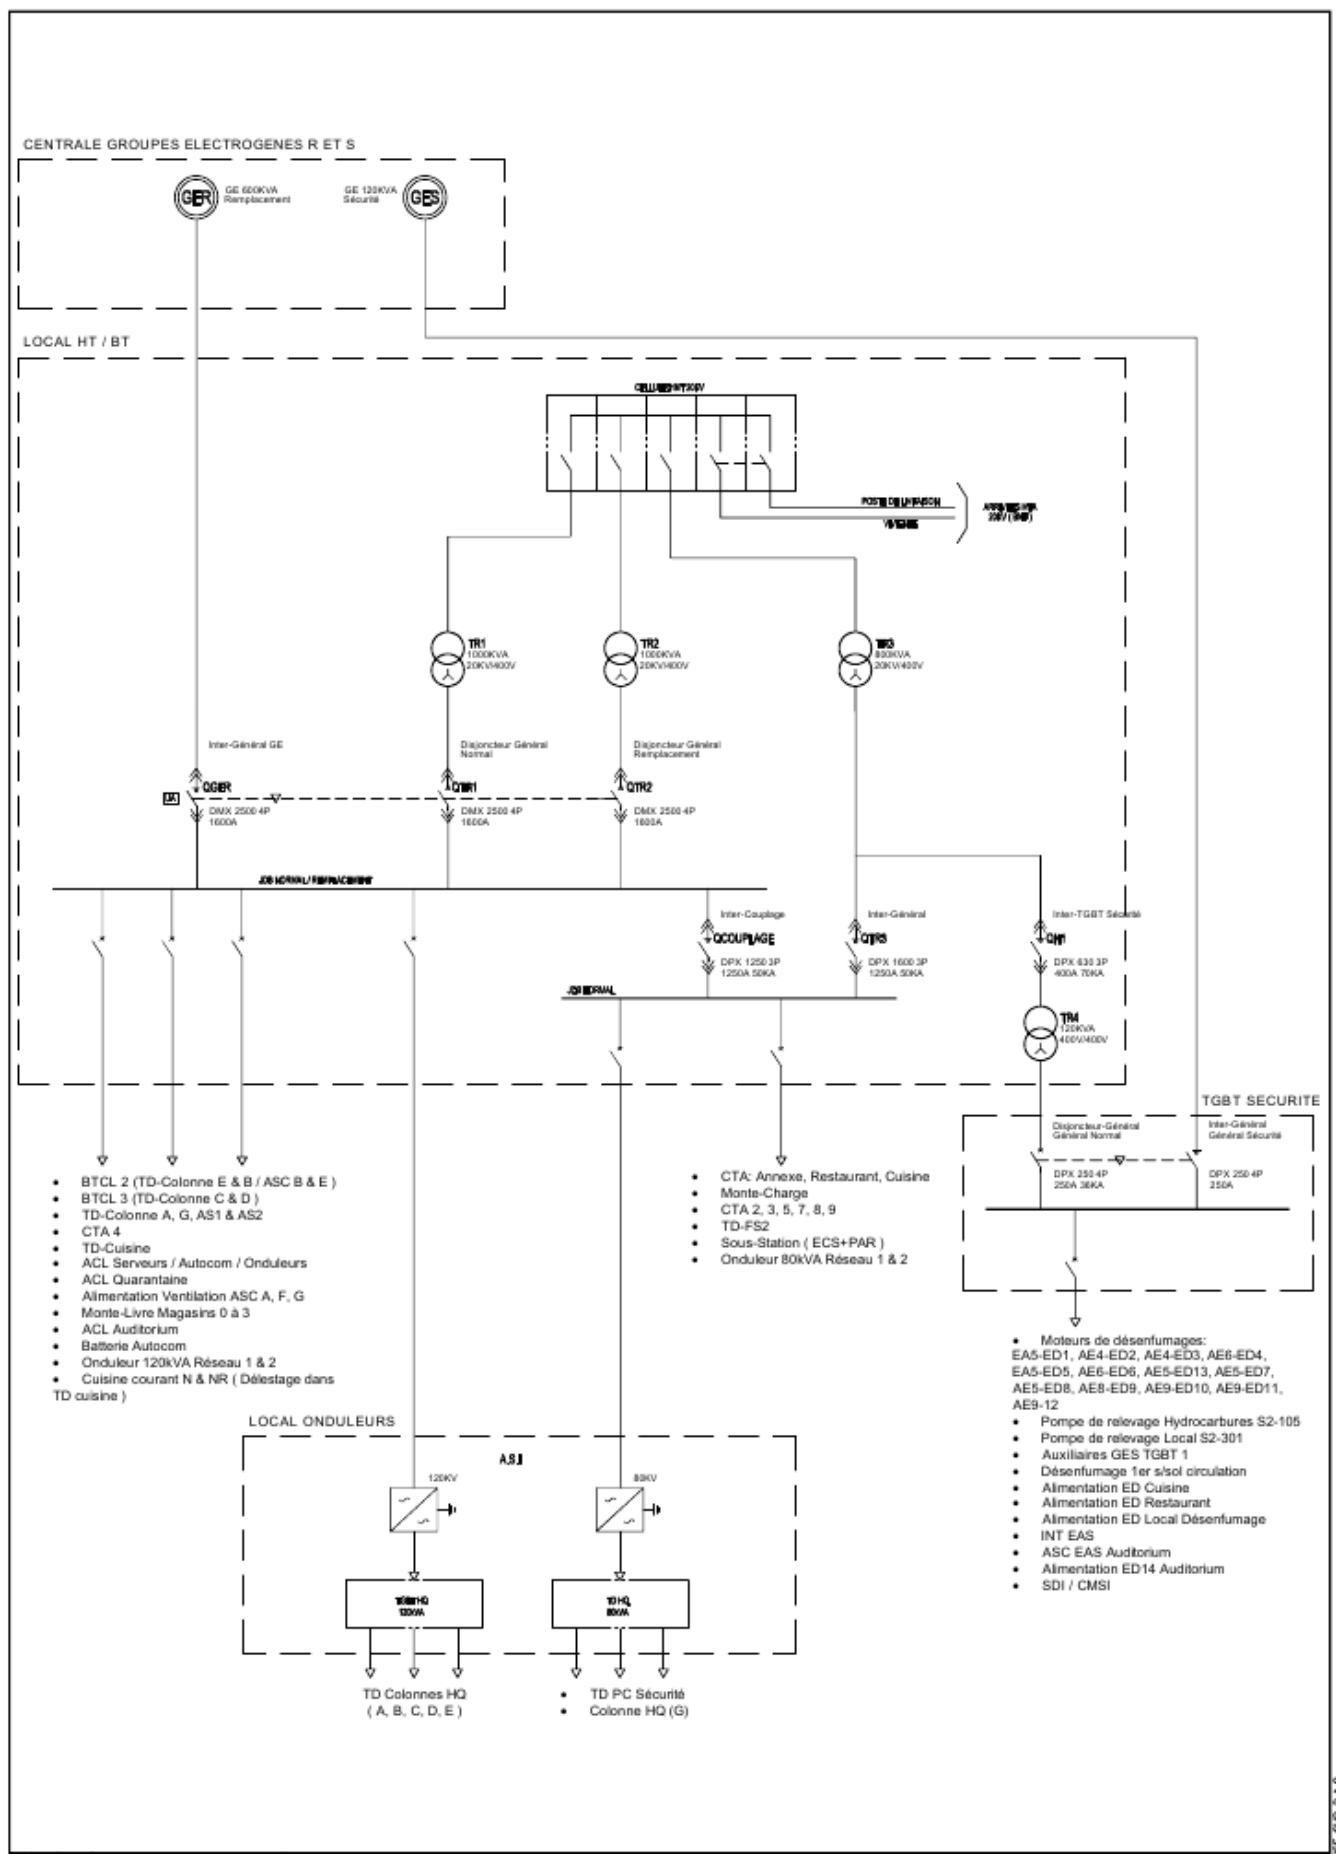 CENTRALE GROUPES ELECTROGENES R ET S
GER
GE 600KVA
Remplacement
GE 120KVA
Sécurité
GES
LOCAL HT / BT
POSTE DE LIVRAISON
TR1
1000KVA
20KV/400V
TR2
1000KVA
20KV/400V
TR3
800KVA
20KV/400V
Inter-Général GE
Disjoncteur Général
Normal
Disjoncteur Général
Remplacement
QGER
DMX 2500 4P
1600A
QTR1
DMX 2500 4P
1600A
QTR2
DMX 2500 4P
1600A
JDB NORMAL / REMPLACEMENT
Inter-Couplage
QCOUPLAGE
DPX 1250 3P
1250A 50KA
Inter-Général
QTR3
DPX 1600 3P
1250A 50KA
Inter-TGBT Sécurité
DPX 630 3P
400A 70KA
JDB NORMAL
TR4
120KVA
400V/400V
TGBT SECURITE
Disjoncteur-Général
Général Normal
Inter-Général
Général Sécurité
DPX 250 4P
250A 36KA
DPX 250 4P
250A
• BTCL 2 (TD-Colonne E & B / ASC B & E )
• BTCL 3 (TD-Colonne C & D )
• TD-Colonne A, G, AS1 & AS2
• CTA 4
• TD-Cuisine
• ACL Serveurs / Autocom / Onduleurs
• ACL Quarantaine
• Alimentation Ventilation ASC A, F, G
• Monte-Livre Magasins 0 à 3
• ACL Auditorium
• Batterie Autocom
• Onduleur 120kVA Réseau 1 & 2
• Cuisine courant N & NR ( Délestage dans
TD cuisine )
• CTA: Annexe, Restaurant, Cuisine
• Monte-Charge
• CTA 2, 3, 5, 7, 8, 9
• TD-FS2
• Sous-Station ( ECS+PAR )
• Onduleur 80kVA Réseau 1 & 2
• Moteurs de désenfumages:
EA5-ED1, AE4-ED2, AE4-ED3, AE6-ED4,
EA5-ED5, AE6-ED6, AE5-ED13, AE5-ED7,
AE5-ED8, AE8-ED9, AE9-ED10, AE9-ED11,
AE9-12
• Pompe de relevage Hydrocarbures S2-105
• Pompe de relevage Local S2-301
• Auxiliaires GES TGBT 1
• Désenfumage 1er s/sol circulation
• Alimentation ED Cuisine
• Alimentation ED Restaurant
• Alimentation ED Local Désenfumage
• INT EAS
• ASC EAS Auditorium
• Alimentation ED14 Auditorium
• SDI / CMSI
LOCAL ONDULEURS
A.S.I
120KV
80KV
120kVA
TD HQ
80kVA
TD Colonnes HQ
( A, B, C, D, E )
• TD PC Sécurité
• Colonne HQ (G)